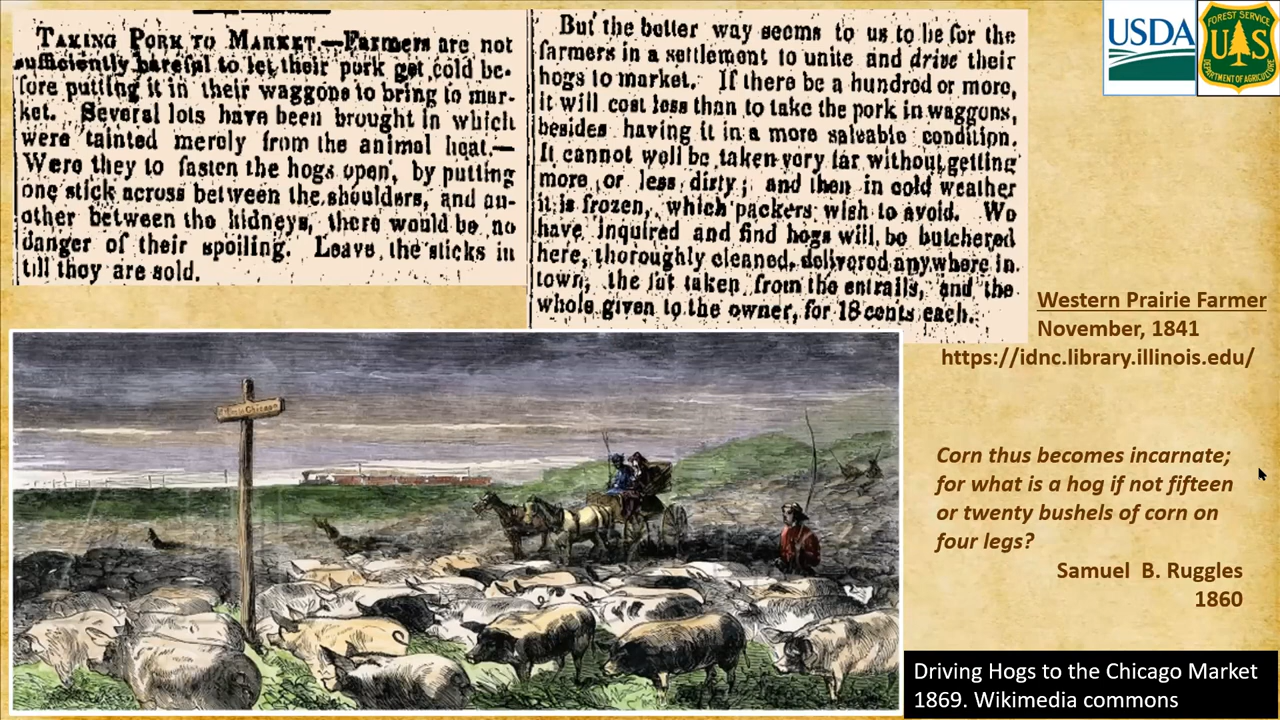 TAKING PORK TO MARKET.—Farmers are not
sufficiently careful to let their pork get cold be-
fore putting it in their waggons to bring to mar-
ket. Several lots have been brought in which
were tainted merely from the animal heat.—
Were they to fasten the hogs open, by putting
one stick across between the shoulders, and an-
other between the kidneys, there would be no
danger of their spoiling. Leave the sticks in
till they are sold.
But the better way seems to us to be for the
farmers in a settlement to unite and drive their
hogs to market. If there be a hundred or more,
it will cost less than to take the pork in waggons,
besides having it in a more saleable condition.
It cannot well be taken very far without getting
more or less dirty; and then in cold weather
it is frozen, which packers wish to avoid. We
have inquired and find hogs will be butchered
here, thoroughly cleaned, delivered anywhere in
town, the fat taken from the entrails, and the
whole given to the owner, for 18 cents each.
USDA
FOREST SERVICE
U S
DEPARTMENT OF AGRICULTURE
Western Prairie Farmer
November, 1841
https://idnc.library.illinois.edu/
Chicago
Corn thus becomes incarnate;
for what is a hog if not fifteen
or twenty bushels of corn on
four legs?
Samuel B. Ruggles
1860
Driving Hogs to the Chicago Market
1869. Wikimedia commons